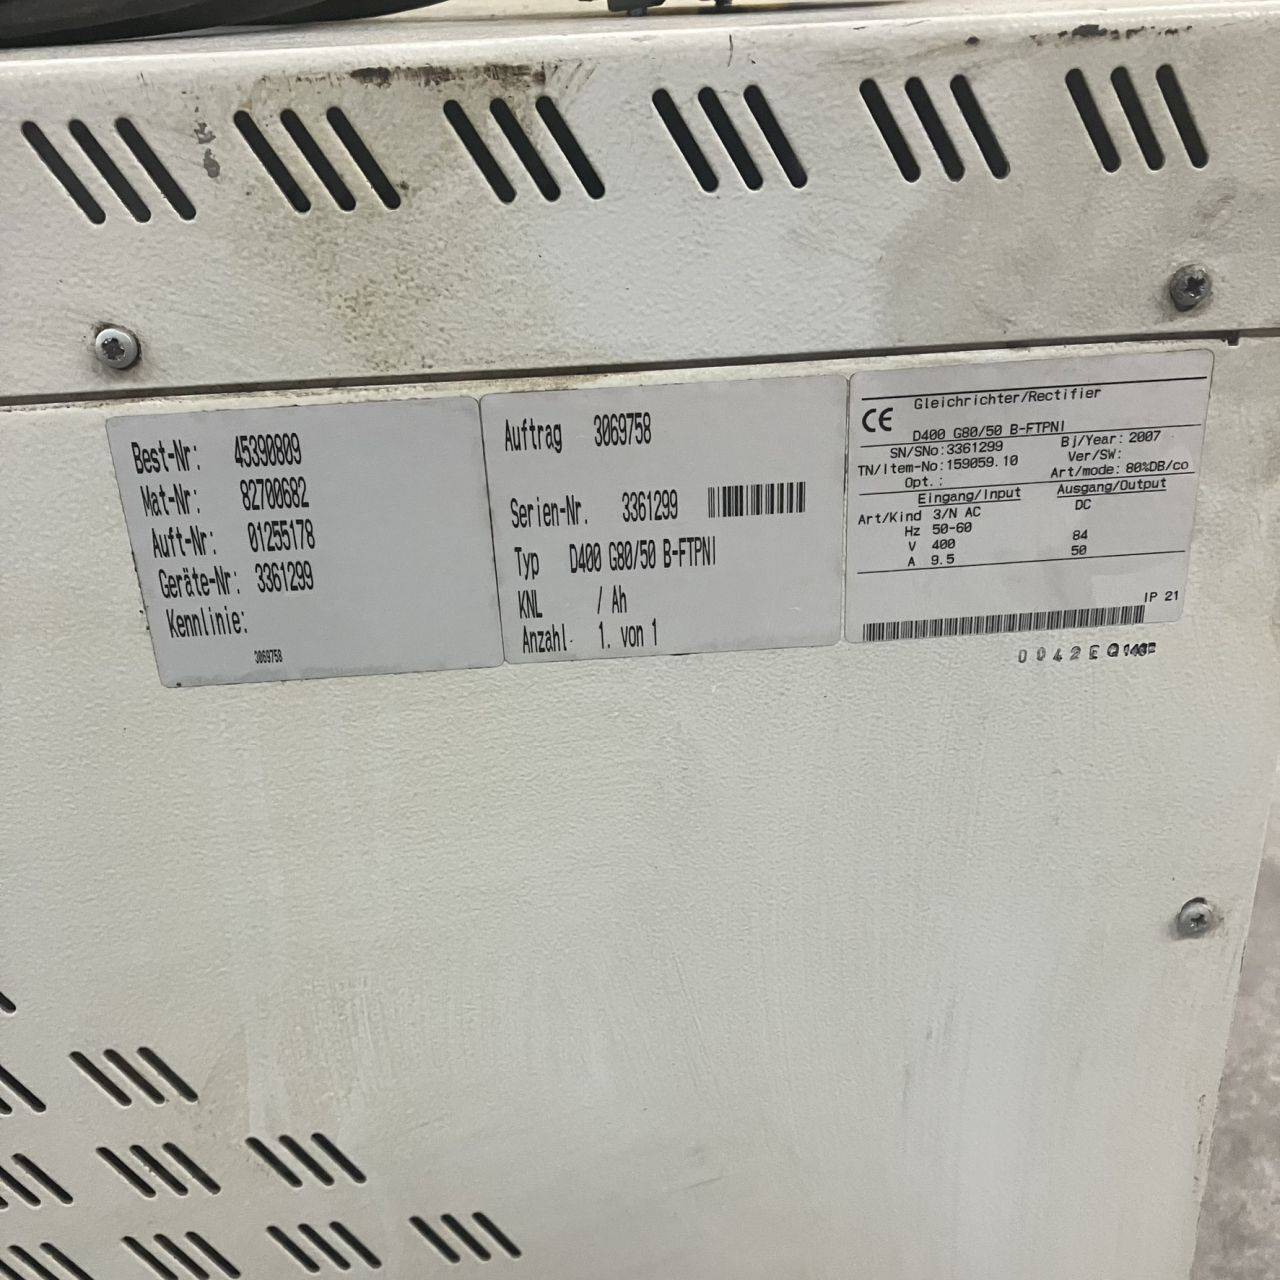 Best-Nr: 45390809
Mat-Nr: 82700682
Auft-Nr: 01255178
Geräte-Nr: 3361299
Kennlinie:
3069758
Auftrag 3069758
Serien-Nr. 3361299
Typ D400 G80/50 B-FTPNI
KNL / Ah
Anzahl 1. von 1
CE Gleichrichter/Rectifier
D400 G80/50 B-FTPNI
SN/SNo:3361299 Bj/Year: 2007
TN/Item-No:159059.10 Ver/SW:
Opt.: Art/mode: 80%DB/co
Eingang/Input Ausgang/Output
Art/Kind 3/N AC DC
Hz 50-60
V 400 84
A 9.5 50
IP 21